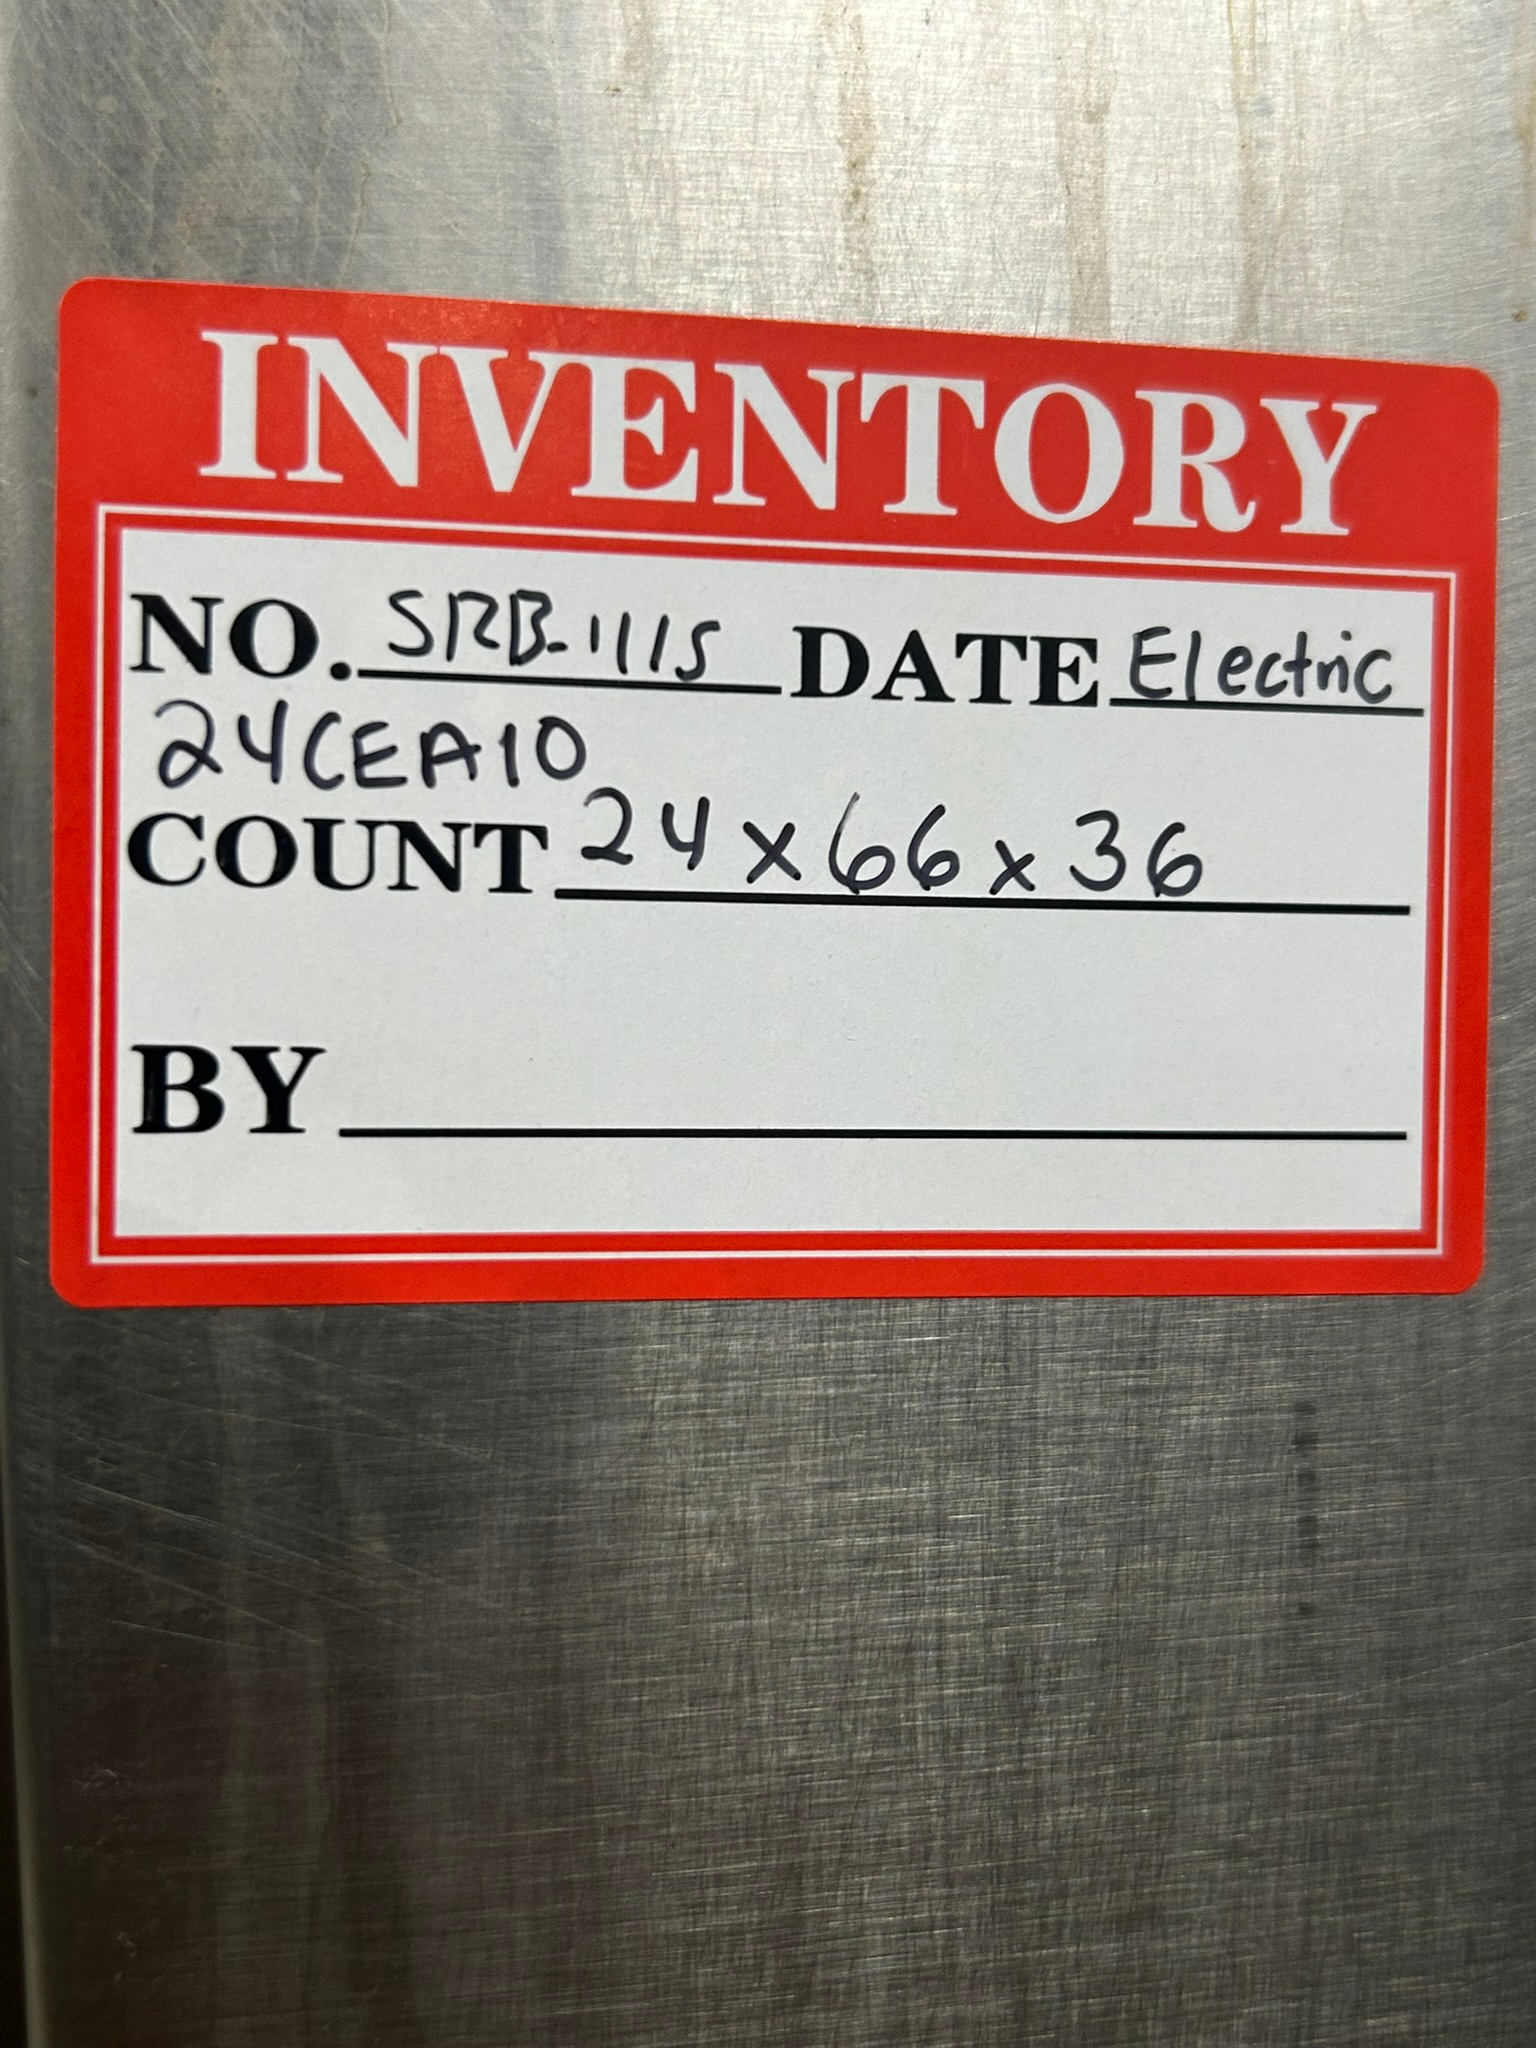 INVENTORY
NO. SRB-1115 DATE Electric
24CEA10
COUNT 24 x 66 x 36
BY